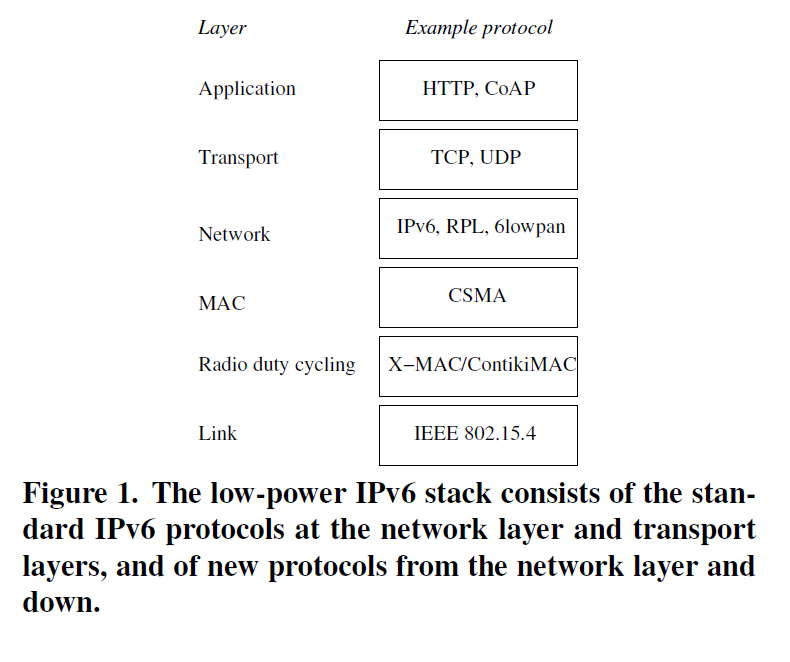 Layer Example protocol
Application HTTP, CoAP
Transport TCP, UDP
Network IPv6, RPL, 6lowpan
MAC CSMA
Radio duty cycling X−MAC/ContikiMAC
Link IEEE 802.15.4
Figure 1. The low-power IPv6 stack consists of the stan-
dard IPv6 protocols at the network layer and transport
layers, and of new protocols from the network layer and
down.